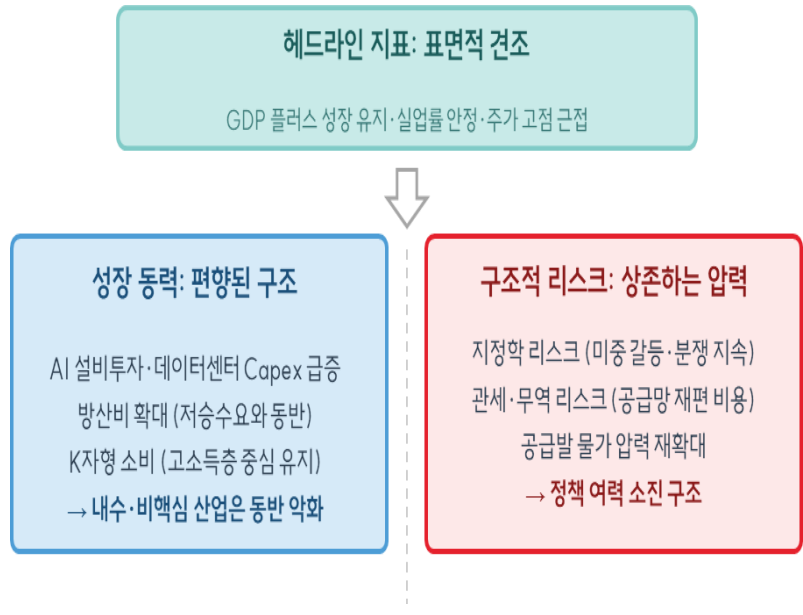 헤드라인 지표: 표면적 견조
GDP 플러스 성장 유지·실업률 안정·주가 고점 근접
성장 동력: 편향된 구조
AI 설비투자·데이터센터 Capex 급증
방산비 확대 (저승수요와 동반)
K자형 소비 (고소득층 중심 유지)
→ 내수·비핵심 산업은 동반 악화
구조적 리스크: 상존하는 압력
지정학 리스크 (미중 갈등·분쟁 지속)
관세·무역 리스크 (공급망 재편 비용)
공급발 물가 압력 재확대
→ 정책 여력 소진 구조